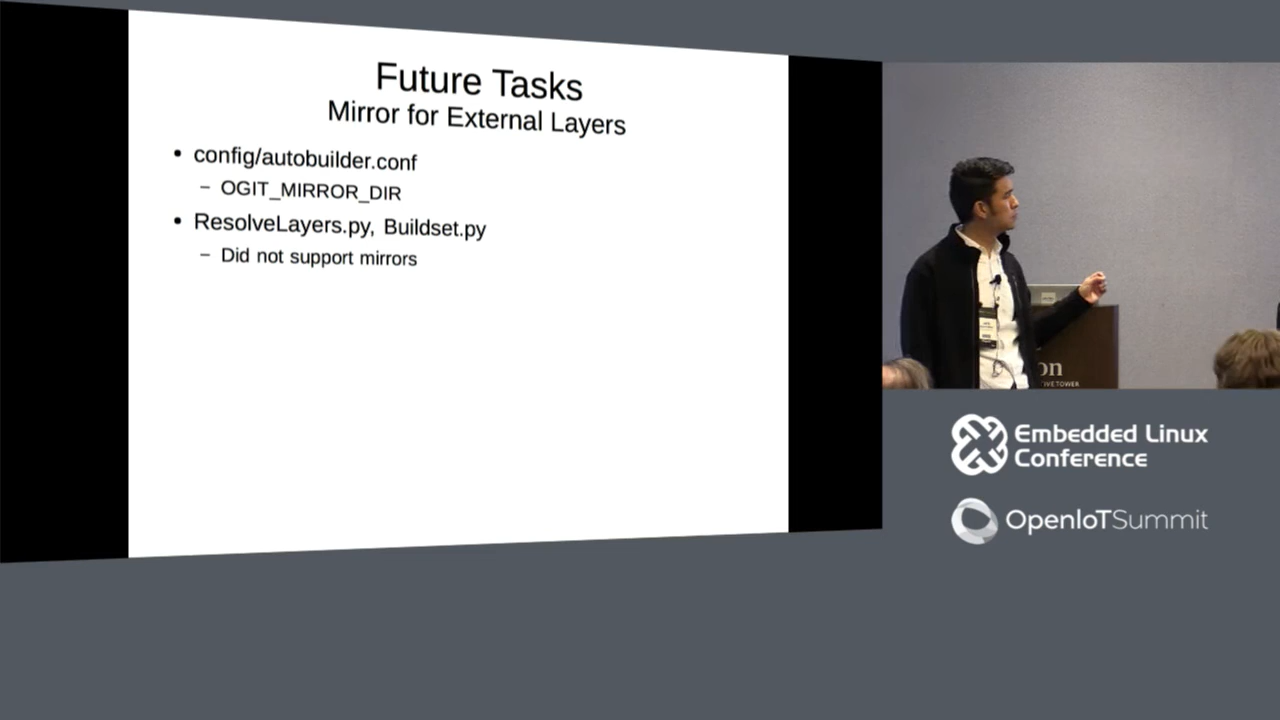 Future Tasks
Mirror for External Layers
• config/autobuilder.conf
– OGIT_MIRROR_DIR
• ResolveLayers.py, Buildset.py
– Did not support mirrors
on
Embedded Linux
Conference
OpenIoTSummit